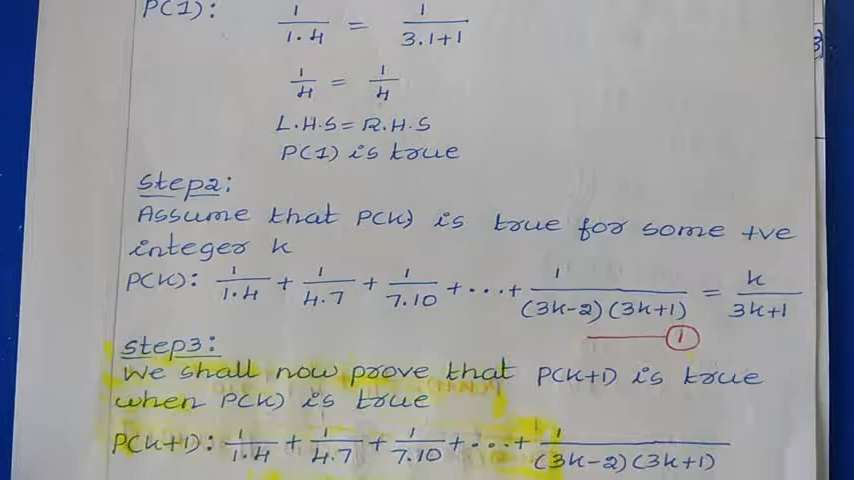 P(1): 1/1.4 = 1/3.1+1
1/4 = 1/4
L.H.S = R.H.S
P(1) is true
Step2:
Assume that P(k) is true for some +ve
integer k
P(k): 1/1.4 + 1/4.7 + 1/7.10 + ... + 1/(3k-2)(3k+1) = k/3k+1
1
Step3:
We shall now prove that P(k+1) is true
when P(k) is true
P(k+1): 1/1.4 + 1/4.7 + 1/7.10 + ... + 1/(3k-2)(3k+1)